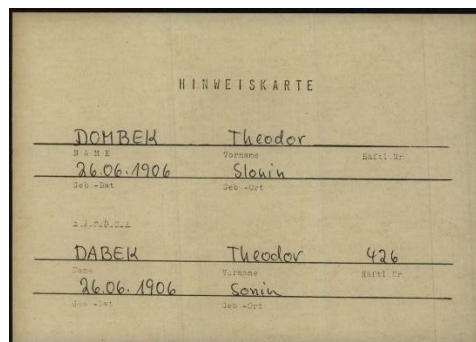 HINWEISKARTE
DOMBEK Theodor
NAME Vorname Häftl.Nr
26.06.1906 Slonin
Geb.-Dat Geb.-Ort
DABEK Theodor 426
Name Vorname Häftl.Nr
26.06.1906 Sonin
Geb.-Dat Geb.-Ort